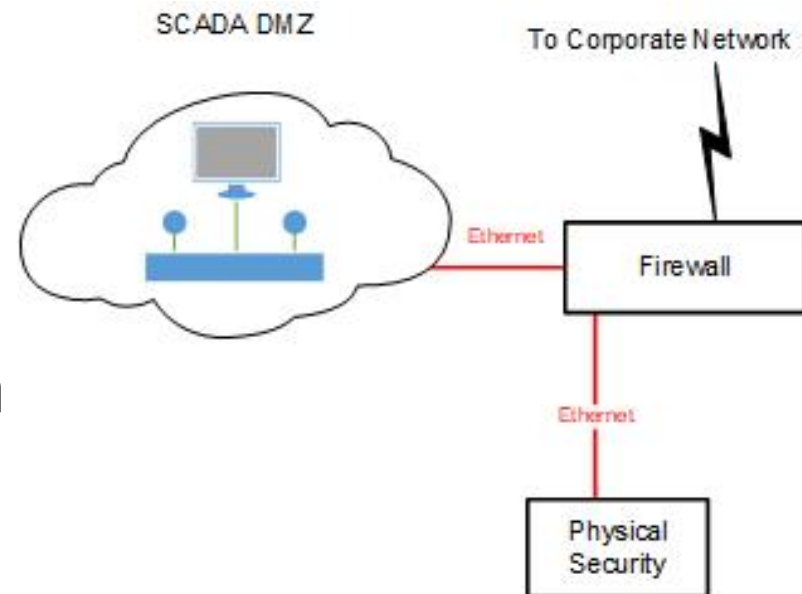 SCADA DMZ
To Corporate Network
Ethernet
Firewall
Ethernet
Physical
Security